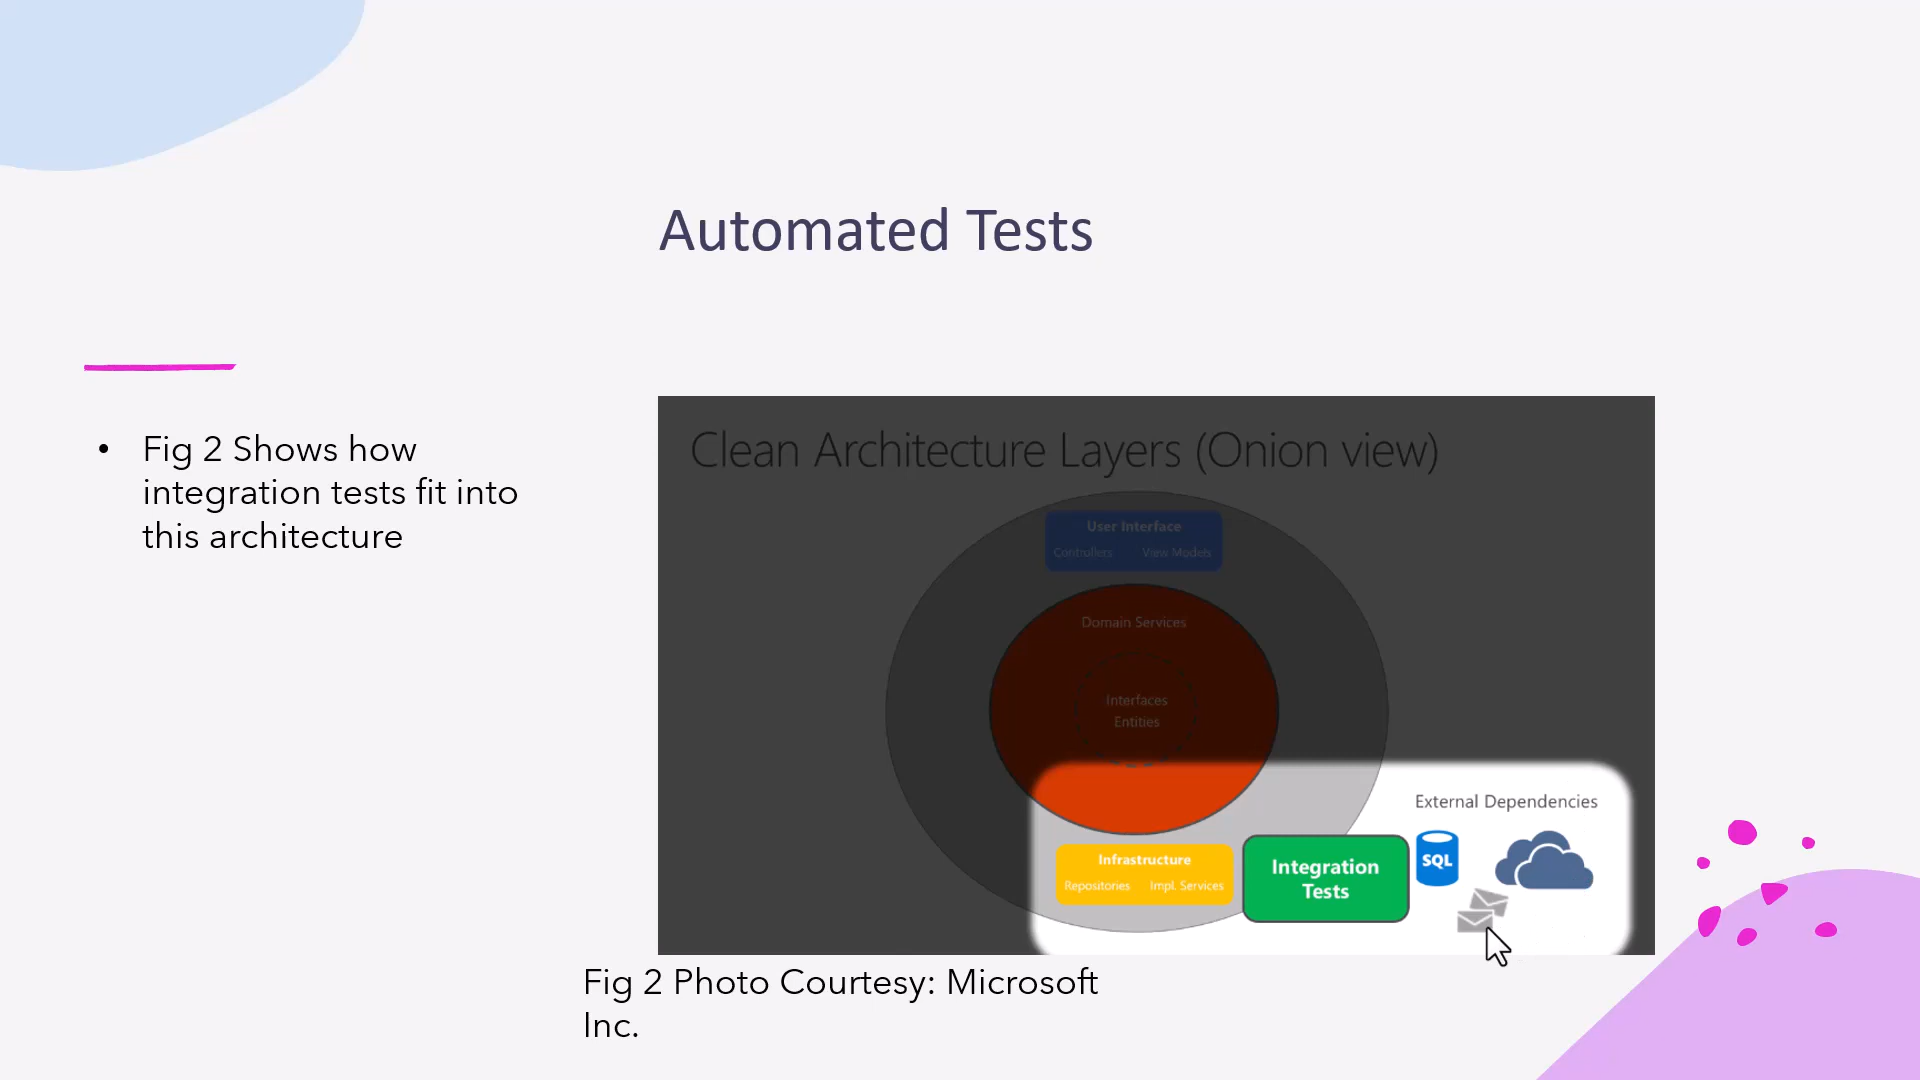 Automated Tests
• Fig 2 Shows how
integration tests fit into
this architecture
Clean Architecture Layers (Onion view)
User Interface
Controllers View Models
Domain Services
Interfaces
Entities
External Dependencies
Infrastructure
Repositories Impl. Services
Integration
Tests
SQL
Fig 2 Photo Courtesy: Microsoft
Inc.